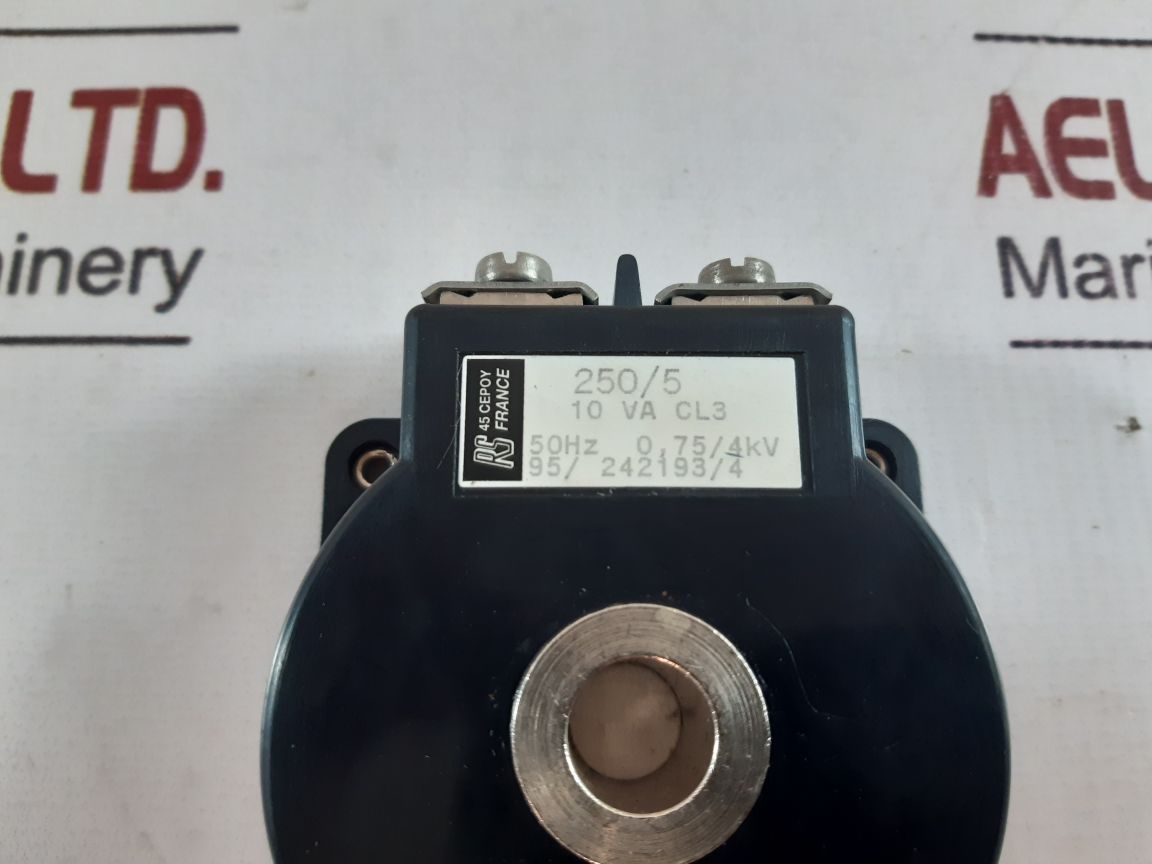 LTD.
hinery
AEL
Mari
RS 45 CEPOY
FRANCE
250/5
10 VA CL3
50Hz 0,75/4kV
95/ 242193/4